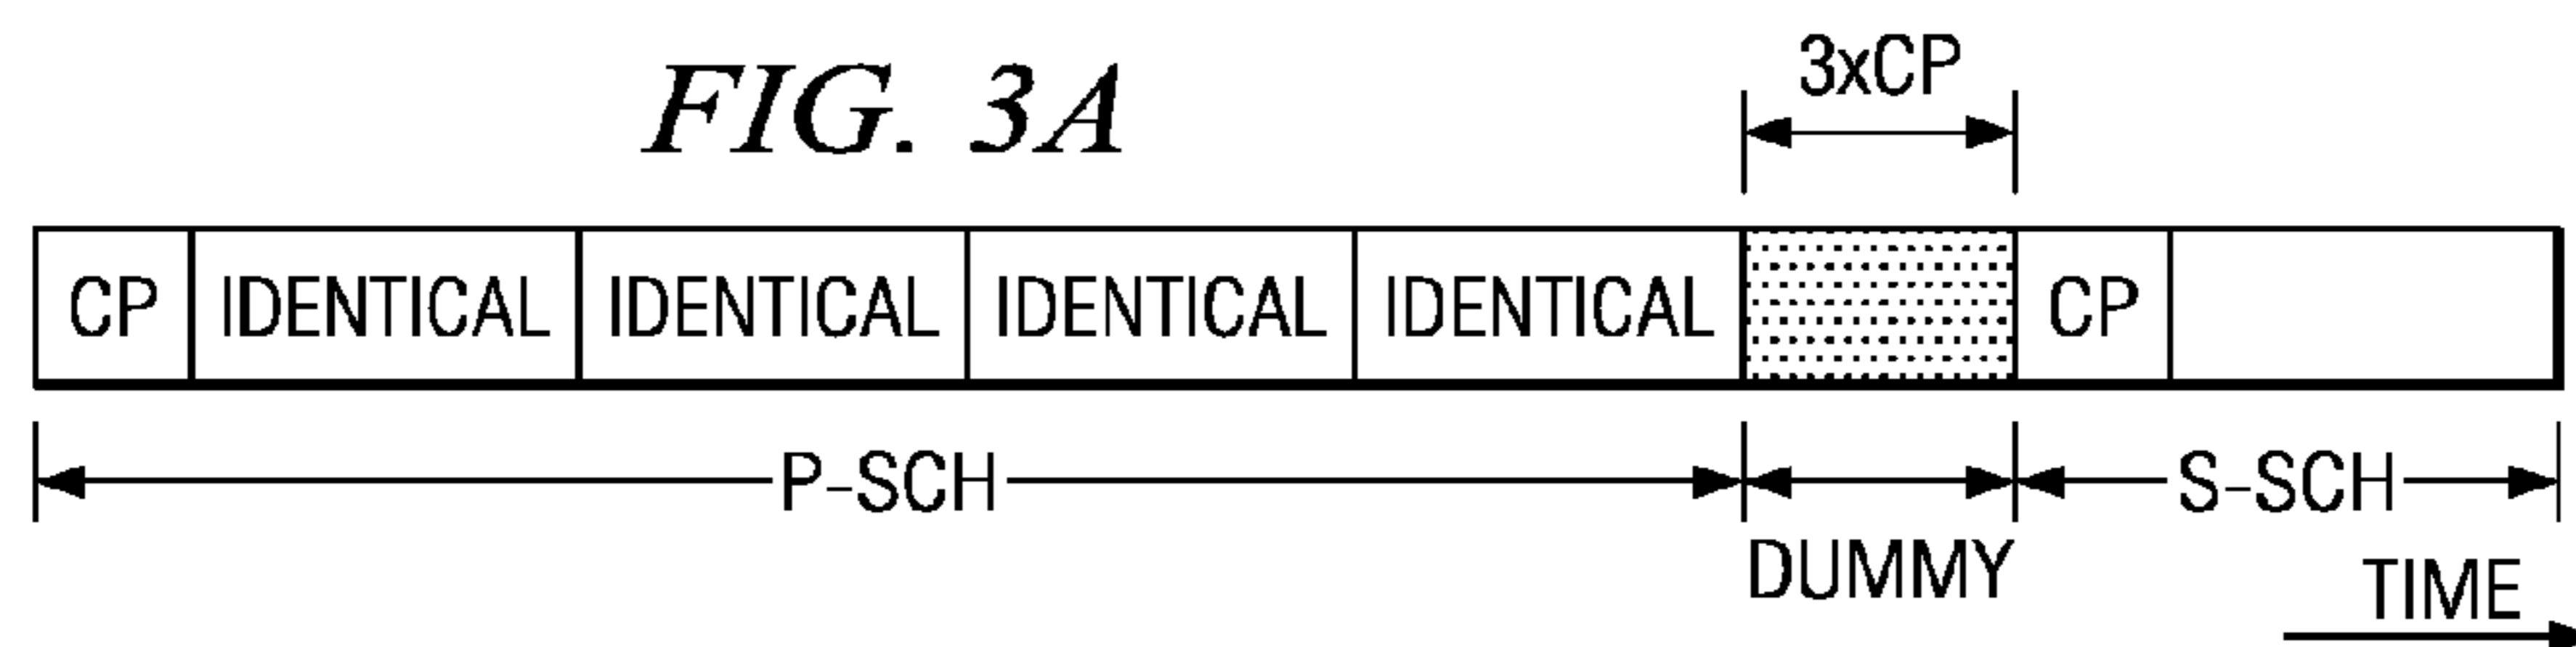 FIG. 3A
3xCP
CP IDENTICAL IDENTICAL IDENTICAL IDENTICAL CP
P-SCH S-SCH
DUMMY
TIME